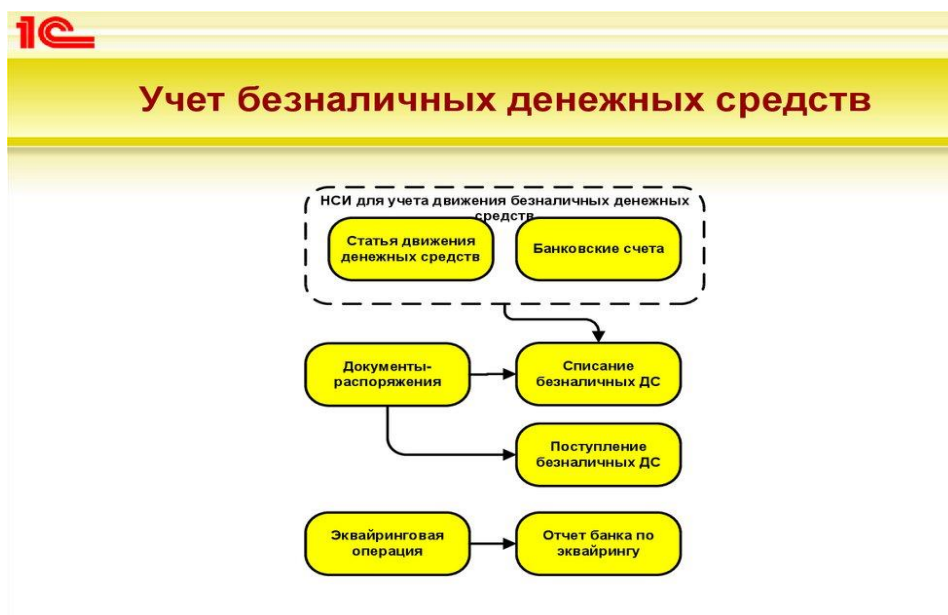 1С
Учет безналичных денежных средств
НСИ для учета движения безналичных денежных
средств
Статья движения
денежных средств
Банковские счета
Документы-
распоряжения
Списание
безналичных ДС
Поступление
безналичных ДС
Эквайринговая
операция
Отчет банка по
эквайрингу